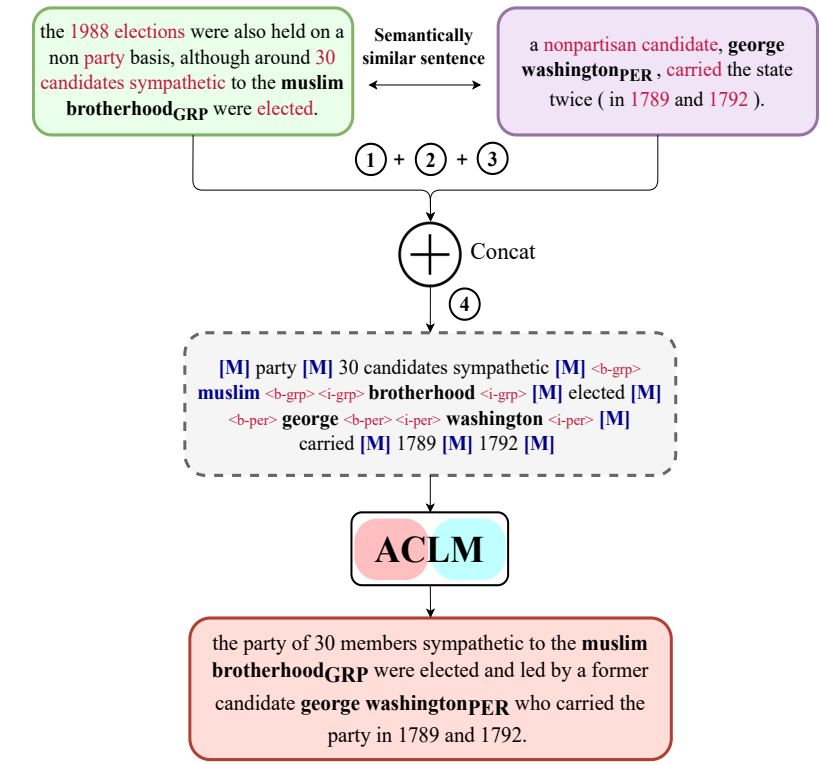 the 1988 elections were also held on a
non party basis, although around 30
candidates sympathetic to the muslim
brotherhoodGRP were elected.
Semantically
similar sentence
a nonpartisan candidate, george
washingtonPER , carried the state
twice ( in 1789 and 1792 ).
1 + 2 + 3
Concat
4
[M] party [M] 30 candidates sympathetic [M] <b-grp>
muslim <b-grp> <i-grp> brotherhood <i-grp> [M] elected [M]
<b-per> george <b-per> <i-per> washington <i-per> [M]
carried [M] 1789 [M] 1792 [M]
ACLM
the party of 30 members sympathetic to the muslim
brotherhoodGRP were elected and led by a former
candidate george washingtonPER who carried the
party in 1789 and 1792.